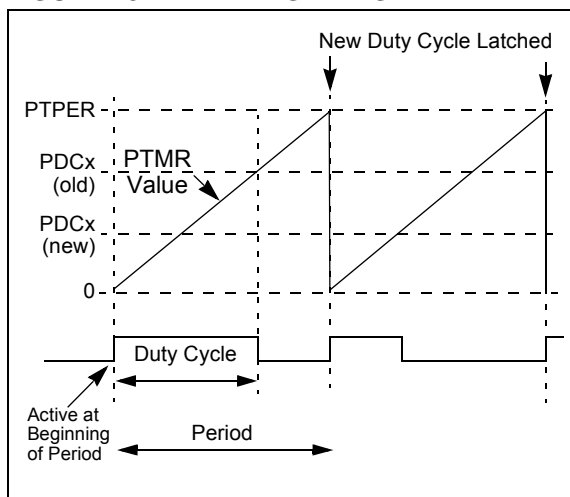 New Duty Cycle Latched
PTPER
PDCx
(old)
PTMR
Value
PDCx
(new)
0
Duty Cycle
Active at
Beginning
of Period
Period